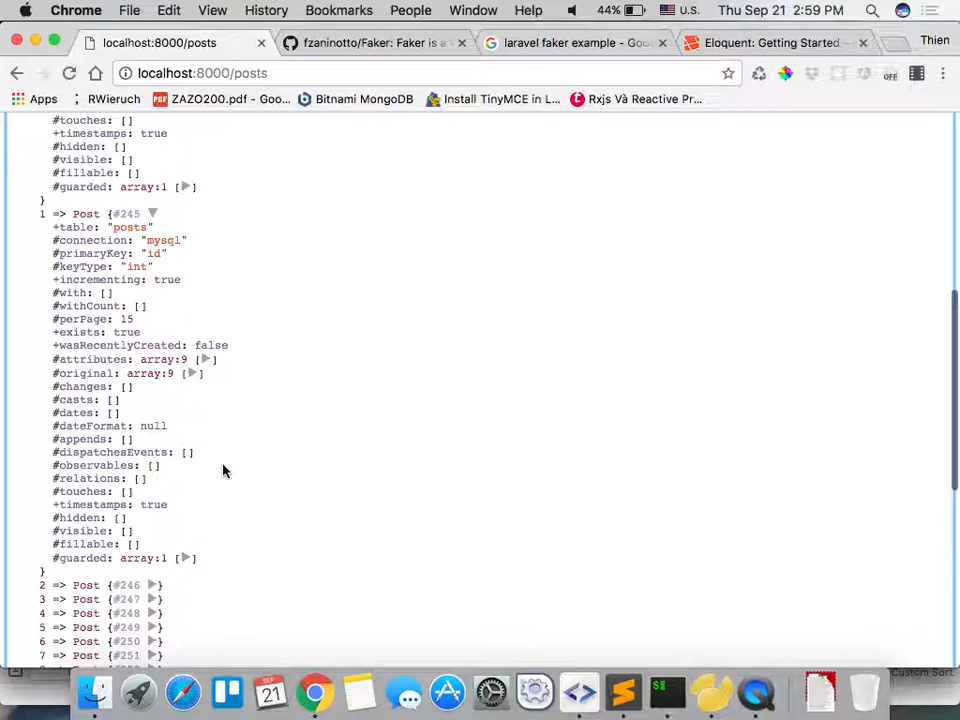 Chrome File Edit View History Bookmarks People Window Help 44% U.S. Thu Sep 21 2:59 PM
localhost:8000/posts
fzaninotto/Faker: Faker is a
laravel faker example - Goo
Eloquent: Getting Started
Thien
localhost:8000/posts
OFF
Apps RWieruch ZAZO200.pdf - Goo... Bitnami MongoDB Install TinyMCE in L... Rxjs Và Reactive Pr...
#touches: []
+timestamps: true
#hidden: []
#visible: []
#fillable: []
#guarded: array:1 [▶]
}
1 => Post {#245 ▼
+table: "posts"
#connection: "mysql"
#primaryKey: "id"
#keyType: "int"
+incrementing: true
#with: []
#withCount: []
#perPage: 15
+exists: true
+wasRecentlyCreated: false
#attributes: array:9 [▶]
#original: array:9 [▶]
#changes: []
#casts: []
#dates: []
#dateFormat: null
#appends: []
#dispatchesEvents: []
#observables: []
#relations: []
#touches: []
+timestamps: true
#hidden: []
#visible: []
#fillable: []
#guarded: array:1 [▶]
}
2 => Post {#246 ▶}
3 => Post {#247 ▶}
4 => Post {#248 ▶}
5 => Post {#249 ▶}
6 => Post {#250 ▶}
7 => Post {#251 ▶}
Custom Sort
SEP
21